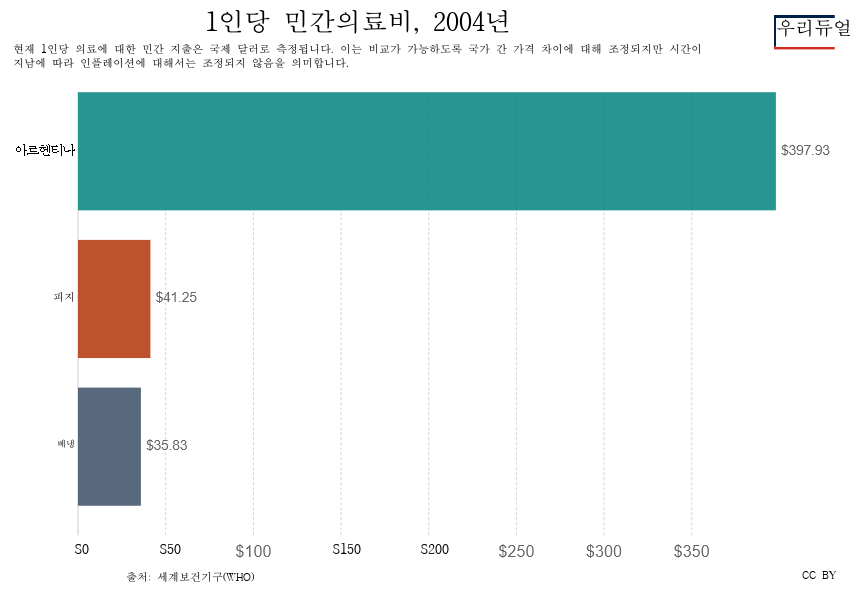 1인당 민간의료비, 2004년
우리듀얼
현재 1인당 의료에 대한 민간 지출은 국제 달러로 측정됩니다. 이는 비교가 가능하도록 국가 간 가격 차이에 대해 조정되지만 시간이
지남에 따라 인플레이션에 대해서는 조정되지 않음을 의미합니다.
아르헨티나
$397.93
피지
$41.25
베냉
$35.83
$0 $50 $100 $150 $200 $250 $300 $350
출처: 세계보건기구(WHO)
CC BY